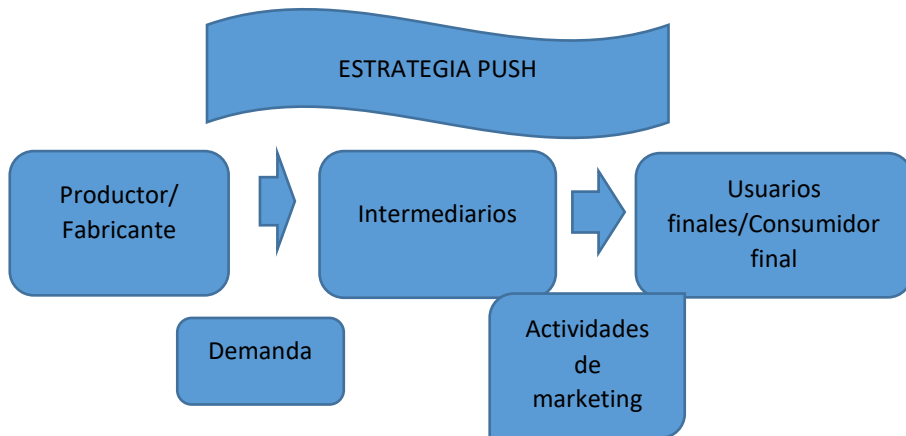 ESTRATEGIA PUSH
Productor/
Fabricante
Intermediarios
Usuarios
finales/Consumidor
final
Demanda
Actividades
de
marketing